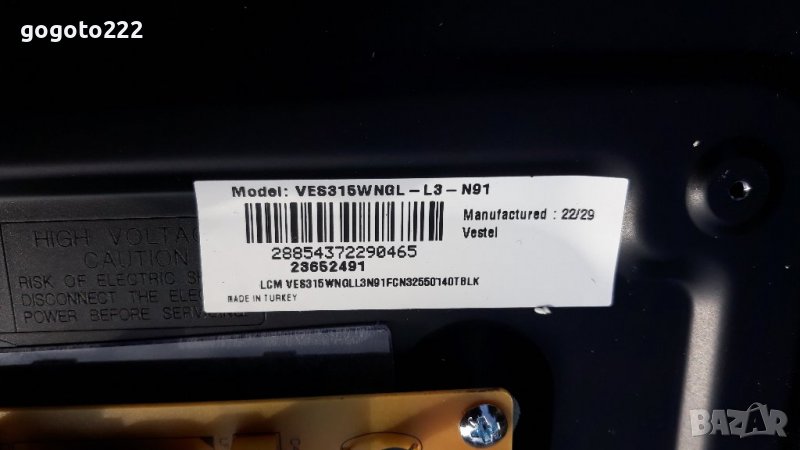 gogoto222
Model: VES315WNGL-L3-N91
Manufactured : 22/29
Vestel
28854372290465
23652491
LCM VES315WNGLL3N91FCN32550140TBLK
MADE IN TURKEY
HIGH VOLTAG
CAUTION
RISK OF ELECTRIC S
DISCONNECT THE ELE
POWER BEFORE SERVICING
BAZAR